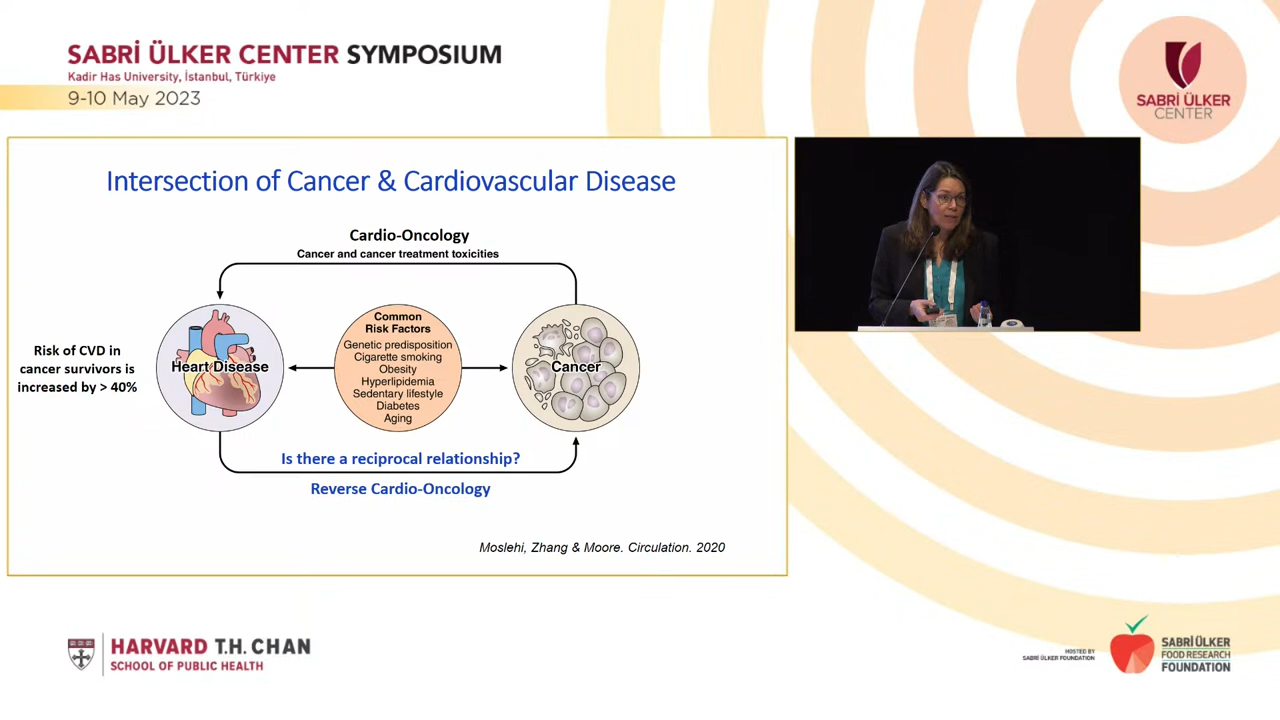 SABRİ ÜLKER CENTER SYMPOSIUM
Kadir Has University, İstanbul, Türkiye
9-10 May 2023
SABRİ ÜLKER
CENTER
Intersection of Cancer & Cardiovascular Disease
Cardio-Oncology
Cancer and cancer treatment toxicities
Risk of CVD in
cancer survivors is
increased by > 40%
Heart Disease
Common
Risk Factors
Genetic predisposition
Cigarette smoking
Obesity
Hyperlipidemia
Sedentary lifestyle
Diabetes
Aging
Cancer
Is there a reciprocal relationship?
Reverse Cardio-Oncology
Moslehi, Zhang & Moore. Circulation. 2020
HARVARD T.H. CHAN
SCHOOL OF PUBLIC HEALTH
HOSTED BY
SABRİ ÜLKER FOUNDATION
SABRİ ÜLKER
FOOD RESEARCH
FOUNDATION